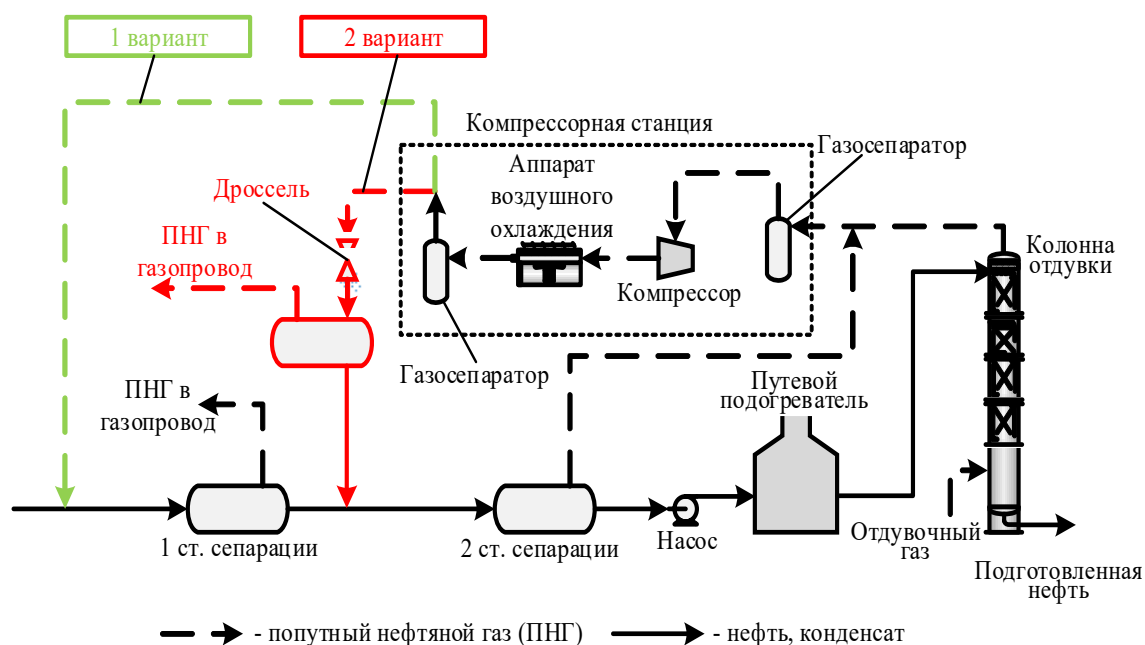 1 вариант
2 вариант
Компрессорная станция
Газосепаратор
Аппарат
воздушного
охлаждения
Дроссель
ПНГ в
газопровод
Колонна
отдувки
Компрессор
Газосепаратор
ПНГ в
газопровод
Путевой
подогреватель
1 ст. сепарации
2 ст. сепарации
Насос
Отдувочный
газ
Подготовленная
нефть
- попутный нефтяной газ (ПНГ)
- нефть, конденсат